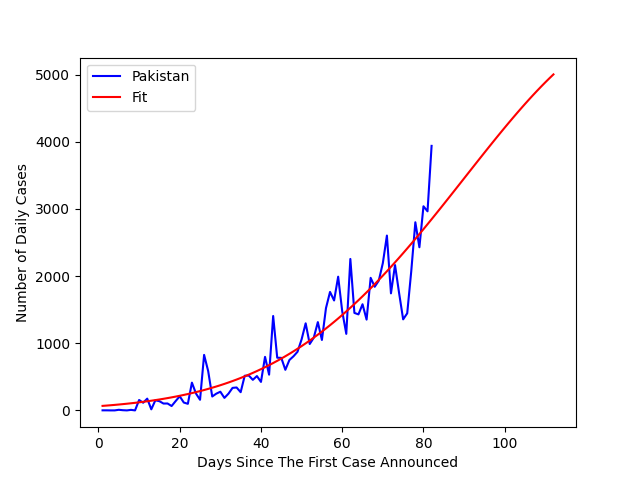 Pakistan
Fit
5000
4000
3000
2000
1000
0
Number of Daily Cases
0 20 40 60 80 100
Days Since The First Case Announced